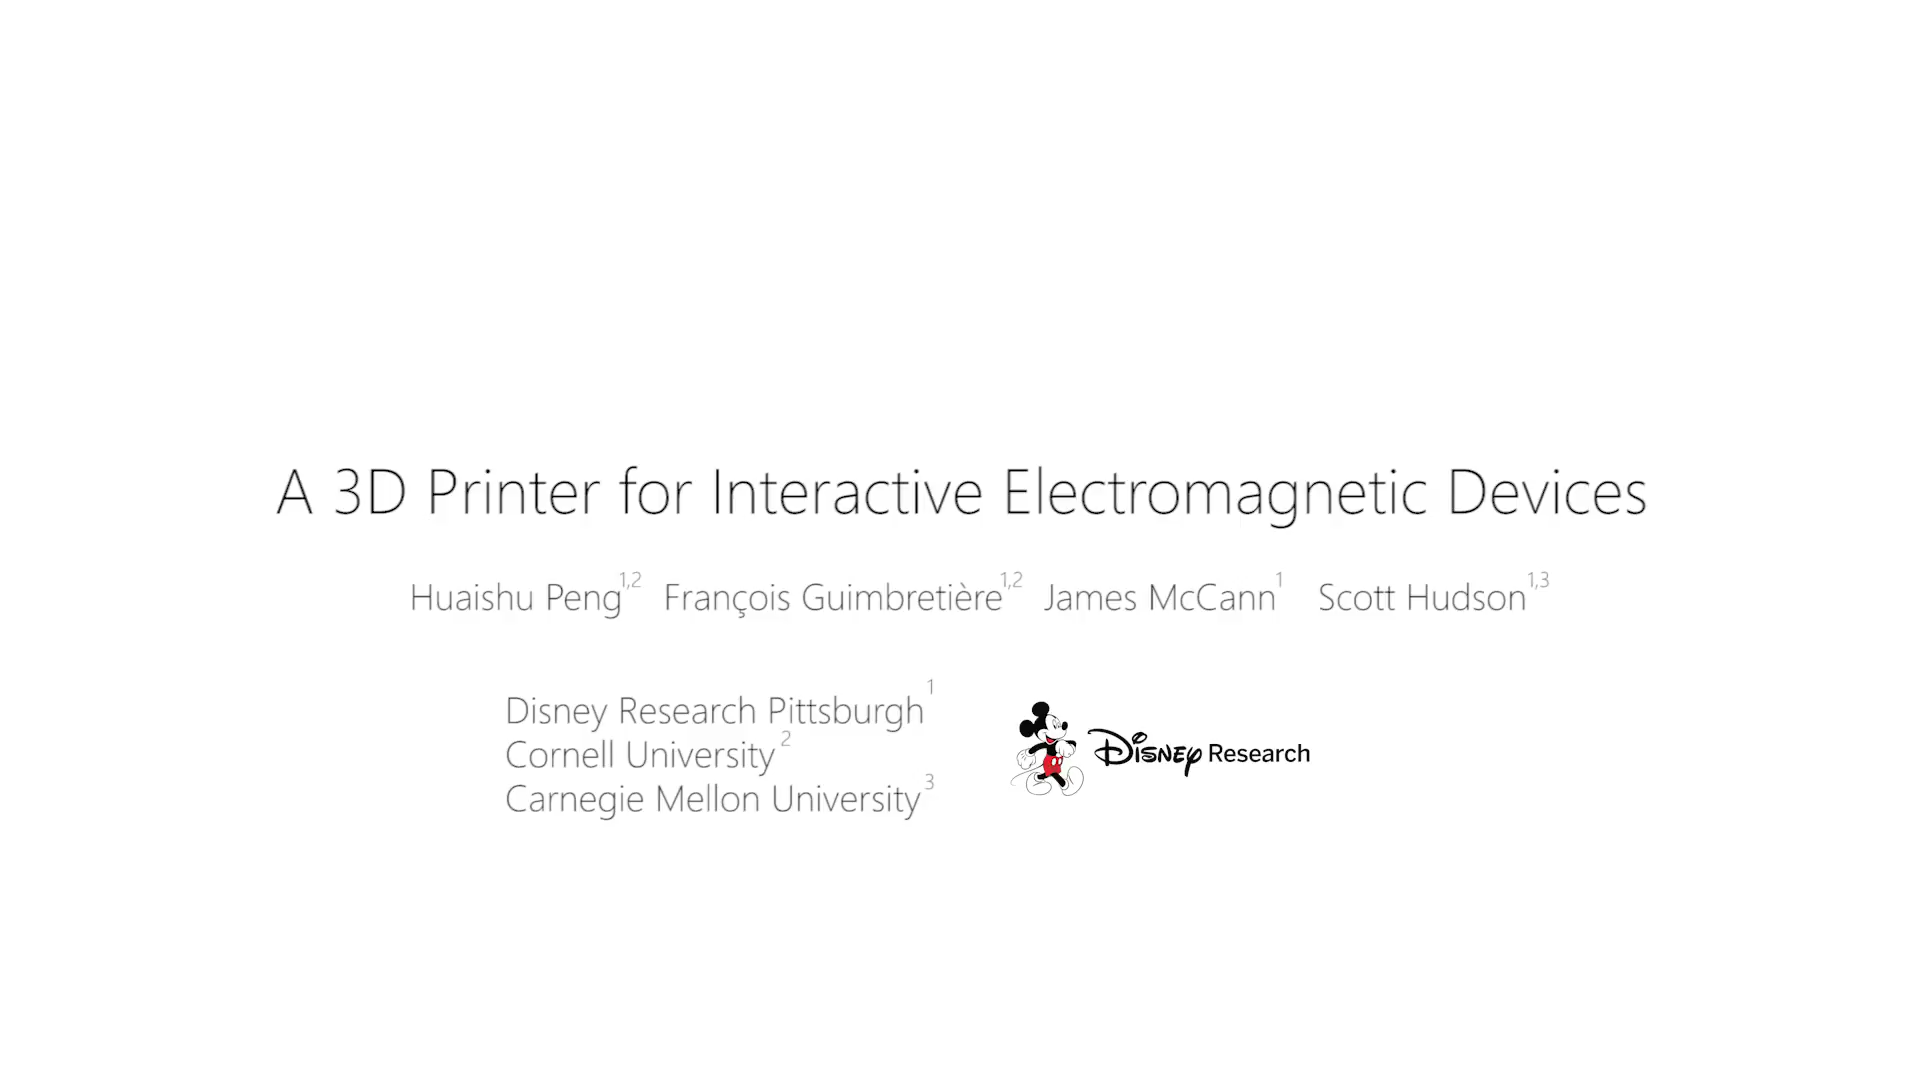 A 3D Printer for Interactive Electromagnetic Devices
Huaishu Peng1,2 François Guimbretière1,2 James McCann1 Scott Hudson1,3
Disney Research Pittsburgh1
Cornell University2
Carnegie Mellon University3
Disney Research